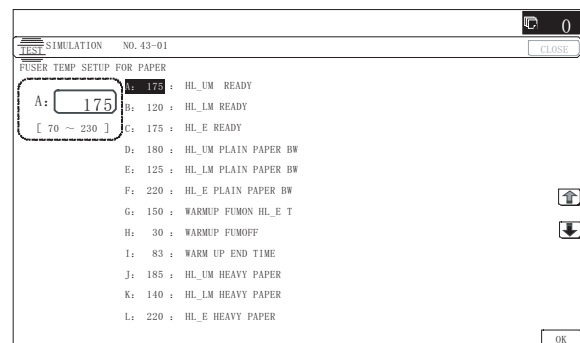 0
TEST SIMULATION NO. 43-01
CLOSE
FUSER TEMP SETUP FOR PAPER
A: 175
[ 70 ~ 230 ]
A: 175 : HL_UM READY
B: 120 : HL_LM READY
C: 175 : HL_E READY
D: 180 : HL_UM PLAIN PAPER BW
E: 125 : HL_LM PLAIN PAPER BW
F: 220 : HL_E PLAIN PAPER BW
G: 150 : WARMUP FUMON HL_E T
H: 30 : WARMUP FUMOFF
I: 83 : WARM UP END TIME
J: 185 : HL_UM HEAVY PAPER
K: 140 : HL_LM HEAVY PAPER
L: 220 : HL_E HEAVY PAPER
OK